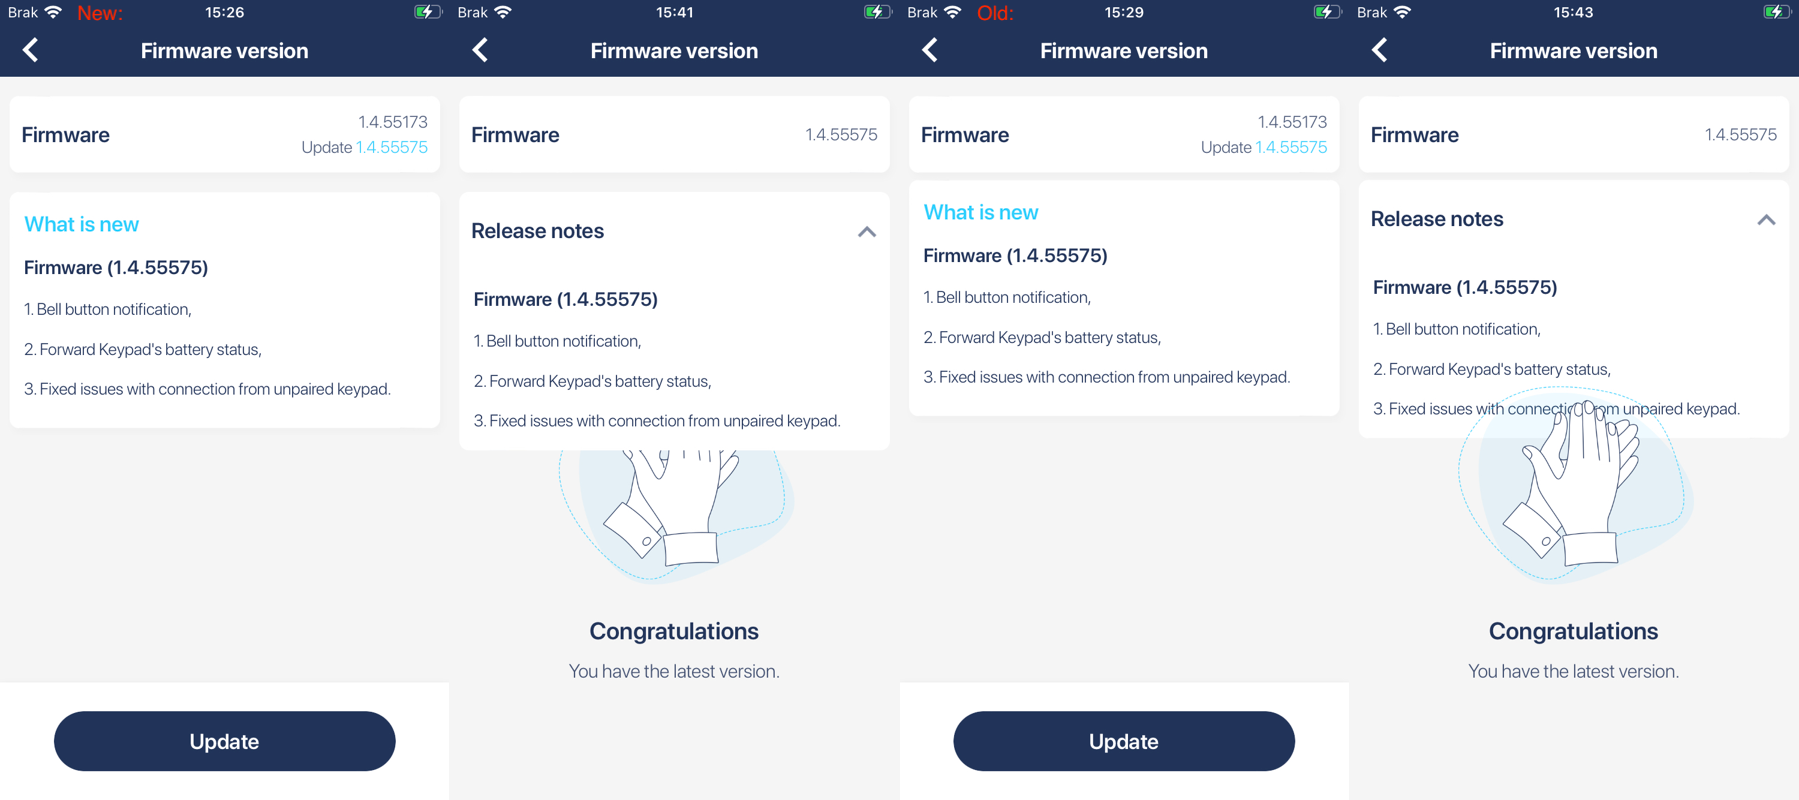 Brak New: 15:26
Firmware version
Firmware
1.4.55173
Update 1.4.55575
What is new
Firmware (1.4.55575)
1. Bell button notification,
2. Forward Keypad's battery status,
3. Fixed issues with connection from unpaired keypad.
Update
Brak 15:41
Firmware version
Firmware
1.4.55575
Release notes
Firmware (1.4.55575)
1. Bell button notification,
2. Forward Keypad's battery status,
3. Fixed issues with connection from unpaired keypad.
Congratulations
You have the latest version.
Brak Old: 15:29
Firmware version
Firmware
1.4.55173
Update 1.4.55575
What is new
Firmware (1.4.55575)
1. Bell button notification,
2. Forward Keypad's battery status,
3. Fixed issues with connection from unpaired keypad.
Update
Brak 15:43
Firmware version
Firmware
1.4.55575
Release notes
Firmware (1.4.55575)
1. Bell button notification,
2. Forward Keypad's battery status,
3. Fixed issues with connection from unpaired keypad.
Congratulations
You have the latest version.